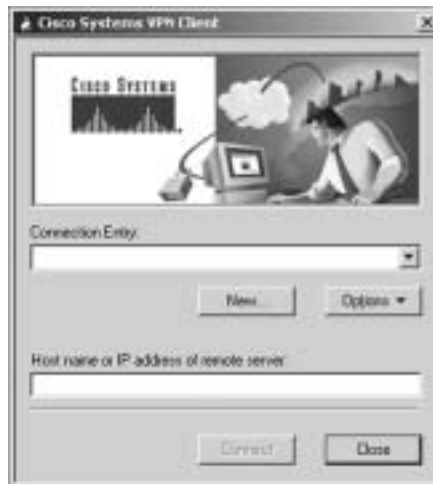 Cisco Systems VPN Client
CISCO SYSTEMS
Connection Entry:
New...
Options
Host name or IP address of remote server:
Connect
Close